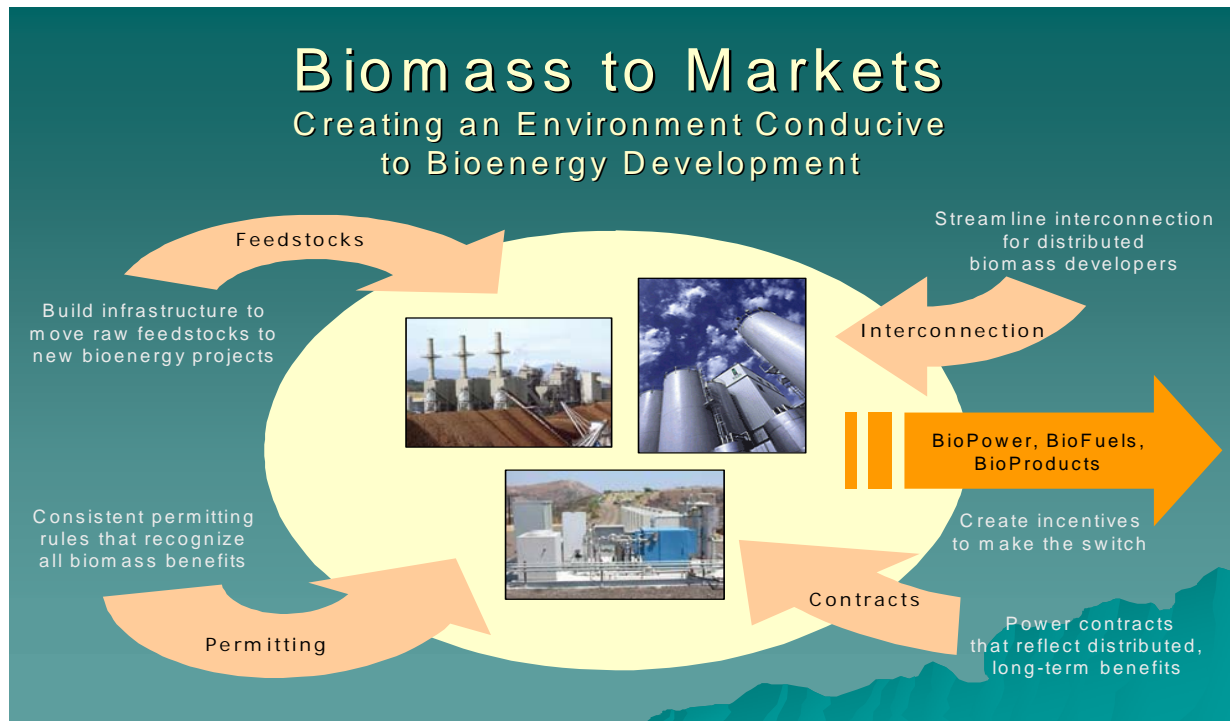 Biomass to Markets
Creating an Environment Conducive
to Bioenergy Development
Feedstocks
Build infrastructure to
move raw feedstocks to
new bioenergy projects
Streamline interconnection
for distributed
biomass developers
Interconnection
BioPower, BioFuels,
BioProducts
Create incentives
to make the switch
Consistent permitting
rules that recognize
all biomass benefits
Permitting
Contracts
Power contracts
that reflect distributed,
long-term benefits